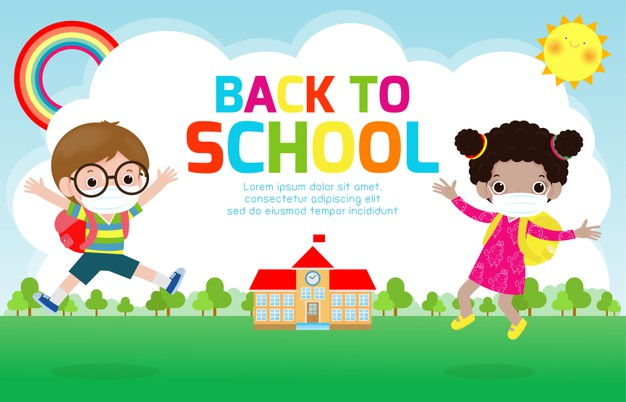 BACK TO
SCHOOL
Lorem ipsum dolor sit amet,
consectetur adipiscing elit,
sed do eiusmod tempor incididunt